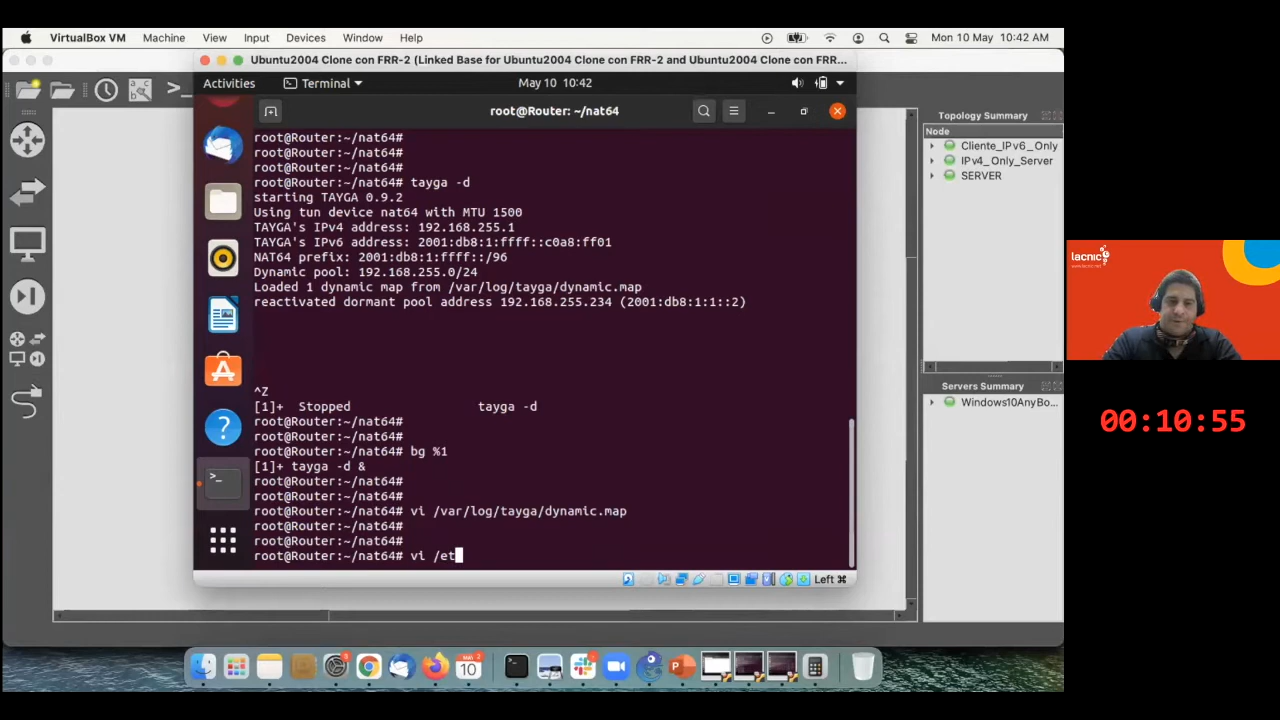 VirtualBox VM Machine View Input Devices Window Help Mon 10 May 10:42 AM
Ubuntu2004 Clone con FRR-2 (Linked Base for Ubuntu2004 Clone con FRR-2 and Ubuntu2004 Clone con FRR...
Activities Terminal May 10 10:42
root@Router: ~/nat64
root@Router:~/nat64#
root@Router:~/nat64#
root@Router:~/nat64#
root@Router:~/nat64# tayga -d
starting TAYGA 0.9.2
Using tun device nat64 with MTU 1500
TAYGA's IPv4 address: 192.168.255.1
TAYGA's IPv6 address: 2001:db8:1:ffff::c0a8:ff01
NAT64 prefix: 2001:db8:1:ffff::/96
Dynamic pool: 192.168.255.0/24
Loaded 1 dynamic map from /var/log/tayga/dynamic.map
reactivated dormant pool address 192.168.255.234 (2001:db8:1:1::2)
^Z
[1]+ Stopped tayga -d
root@Router:~/nat64#
root@Router:~/nat64#
root@Router:~/nat64# bg %1
[1]+ tayga -d &
root@Router:~/nat64#
root@Router:~/nat64#
root@Router:~/nat64# vi /var/log/tayga/dynamic.map
root@Router:~/nat64#
root@Router:~/nat64#
root@Router:~/nat64# vi /et
Left ⌘
Topology Summary
Node
Cliente_IPv6_Only
IPv4_Only_Server
SERVER
Servers Summary
Windows10AnyBo...
lacnic
www.lacnic.net
00:10:55
MAY
10